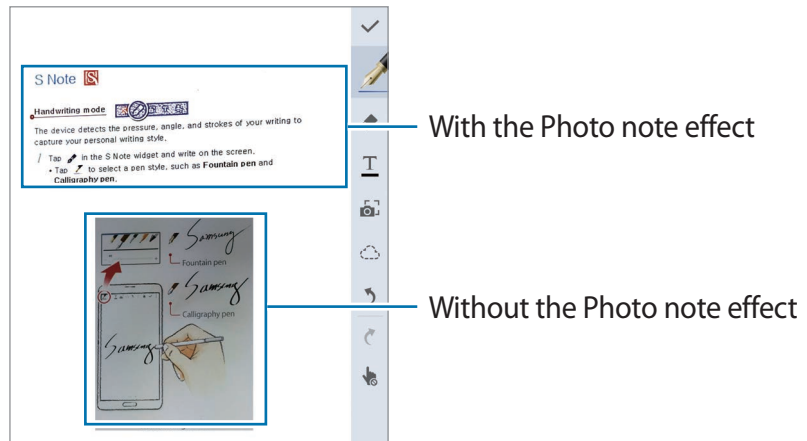 S Note
Handwriting mode
The device detects the pressure, angle, and strokes of your writing to
capture your personal writing style.
1 Tap in the S Note widget and write on the screen.
• Tap to select a pen style, such as Fountain pen and
Calligraphy pen.
With the Photo note effect
T
Samsung
Fountain pen
Samsung
Calligraphy pen
Without the Photo note effect
Samsung